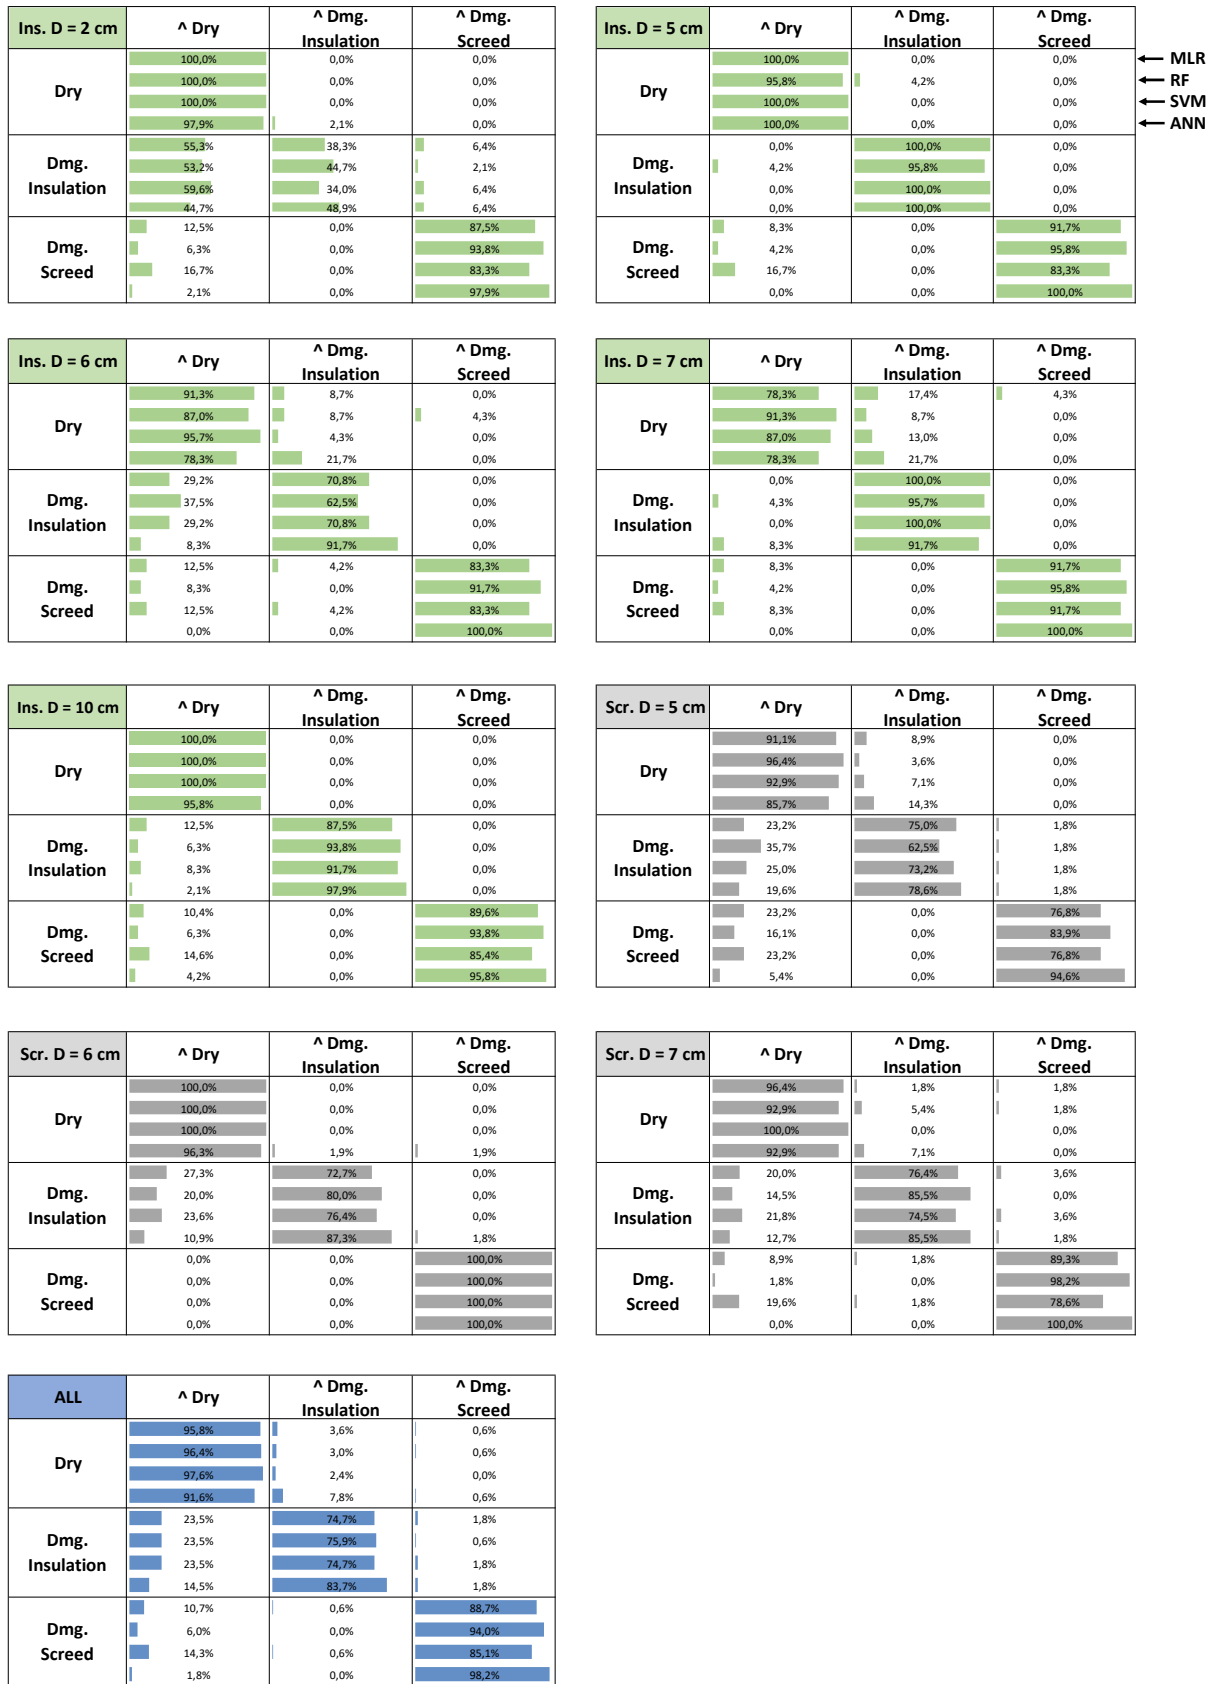 Ins. D = 2 cm ^ Dry ^ Dmg. Insulation ^ Dmg. Screed
Dry
100,0% 0,0% 0,0%
100,0% 0,0% 0,0%
100,0% 0,0% 0,0%
97,9% 2,1% 0,0%
Dmg. Insulation
55,3% 38,3% 6,4%
53,2% 44,7% 2,1%
59,6% 34,0% 6,4%
44,7% 48,9% 6,4%
Dmg. Screed
12,5% 0,0% 87,5%
6,3% 0,0% 93,8%
16,7% 0,0% 83,3%
2,1% 0,0% 97,9%
Ins. D = 5 cm ^ Dry ^ Dmg. Insulation ^ Dmg. Screed
Dry
100,0% 0,0% 0,0% MLR
95,8% 4,2% 0,0% RF
100,0% 0,0% 0,0% SVM
100,0% 0,0% 0,0% ANN
Dmg. Insulation
0,0% 100,0% 0,0%
4,2% 95,8% 0,0%
0,0% 100,0% 0,0%
0,0% 100,0% 0,0%
Dmg. Screed
8,3% 0,0% 91,7%
4,2% 0,0% 95,8%
16,7% 0,0% 83,3%
0,0% 0,0% 100,0%
Ins. D = 6 cm ^ Dry ^ Dmg. Insulation ^ Dmg. Screed
Dry
91,3% 8,7% 0,0%
87,0% 8,7% 4,3%
95,7% 4,3% 0,0%
78,3% 21,7% 0,0%
Dmg. Insulation
29,2% 70,8% 0,0%
37,5% 62,5% 0,0%
29,2% 70,8% 0,0%
8,3% 91,7% 0,0%
Dmg. Screed
12,5% 4,2% 83,3%
8,3% 0,0% 91,7%
12,5% 4,2% 83,3%
0,0% 0,0% 100,0%
Ins. D = 7 cm ^ Dry ^ Dmg. Insulation ^ Dmg. Screed
Dry
78,3% 17,4% 4,3%
91,3% 8,7% 0,0%
87,0% 13,0% 0,0%
78,3% 21,7% 0,0%
Dmg. Insulation
0,0% 100,0% 0,0%
4,3% 95,7% 0,0%
0,0% 100,0% 0,0%
8,3% 91,7% 0,0%
Dmg. Screed
8,3% 0,0% 91,7%
4,2% 0,0% 95,8%
8,3% 0,0% 91,7%
0,0% 0,0% 100,0%
Ins. D = 10 cm ^ Dry ^ Dmg. Insulation ^ Dmg. Screed
Dry
100,0% 0,0% 0,0%
100,0% 0,0% 0,0%
100,0% 0,0% 0,0%
95,8% 0,0% 0,0%
Dmg. Insulation
12,5% 87,5% 0,0%
6,3% 93,8% 0,0%
8,3% 91,7% 0,0%
2,1% 97,9% 0,0%
Dmg. Screed
10,4% 0,0% 89,6%
6,3% 0,0% 93,8%
14,6% 0,0% 85,4%
4,2% 0,0% 95,8%
Scr. D = 5 cm ^ Dry ^ Dmg. Insulation ^ Dmg. Screed
Dry
91,1% 8,9% 0,0%
96,4% 3,6% 0,0%
92,9% 7,1% 0,0%
85,7% 14,3% 0,0%
Dmg. Insulation
23,2% 75,0% 1,8%
35,7% 62,5% 1,8%
25,0% 73,2% 1,8%
19,6% 78,6% 1,8%
Dmg. Screed
23,2% 0,0% 76,8%
16,1% 0,0% 83,9%
23,2% 0,0% 76,8%
5,4% 0,0% 94,6%
Scr. D = 6 cm ^ Dry ^ Dmg. Insulation ^ Dmg. Screed
Dry
100,0% 0,0% 0,0%
100,0% 0,0% 0,0%
100,0% 0,0% 0,0%
96,3% 1,9% 1,9%
Dmg. Insulation
27,3% 72,7% 0,0%
20,0% 80,0% 0,0%
23,6% 76,4% 0,0%
10,9% 87,3% 1,8%
Dmg. Screed
0,0% 0,0% 100,0%
0,0% 0,0% 100,0%
0,0% 0,0% 100,0%
0,0% 0,0% 100,0%
Scr. D = 7 cm ^ Dry ^ Dmg. Insulation ^ Dmg. Screed
Dry
96,4% 1,8% 1,8%
92,9% 5,4% 1,8%
100,0% 0,0% 0,0%
92,9% 7,1% 0,0%
Dmg. Insulation
20,0% 76,4% 3,6%
14,5% 85,5% 0,0%
21,8% 74,5% 3,6%
12,7% 85,5% 1,8%
Dmg. Screed
8,9% 1,8% 89,3%
1,8% 0,0% 98,2%
19,6% 1,8% 78,6%
0,0% 0,0% 100,0%
ALL ^ Dry ^ Dmg. Insulation ^ Dmg. Screed
Dry
95,8% 3,6% 0,6%
96,4% 3,0% 0,6%
97,6% 2,4% 0,0%
91,6% 7,8% 0,6%
Dmg. Insulation
23,5% 74,7% 1,8%
23,5% 75,9% 0,6%
23,5% 74,7% 1,8%
14,5% 83,7% 1,8%
Dmg. Screed
10,7% 0,6% 88,7%
6,0% 0,0% 94,0%
14,3% 0,6% 85,1%
1,8% 0,0% 98,2%